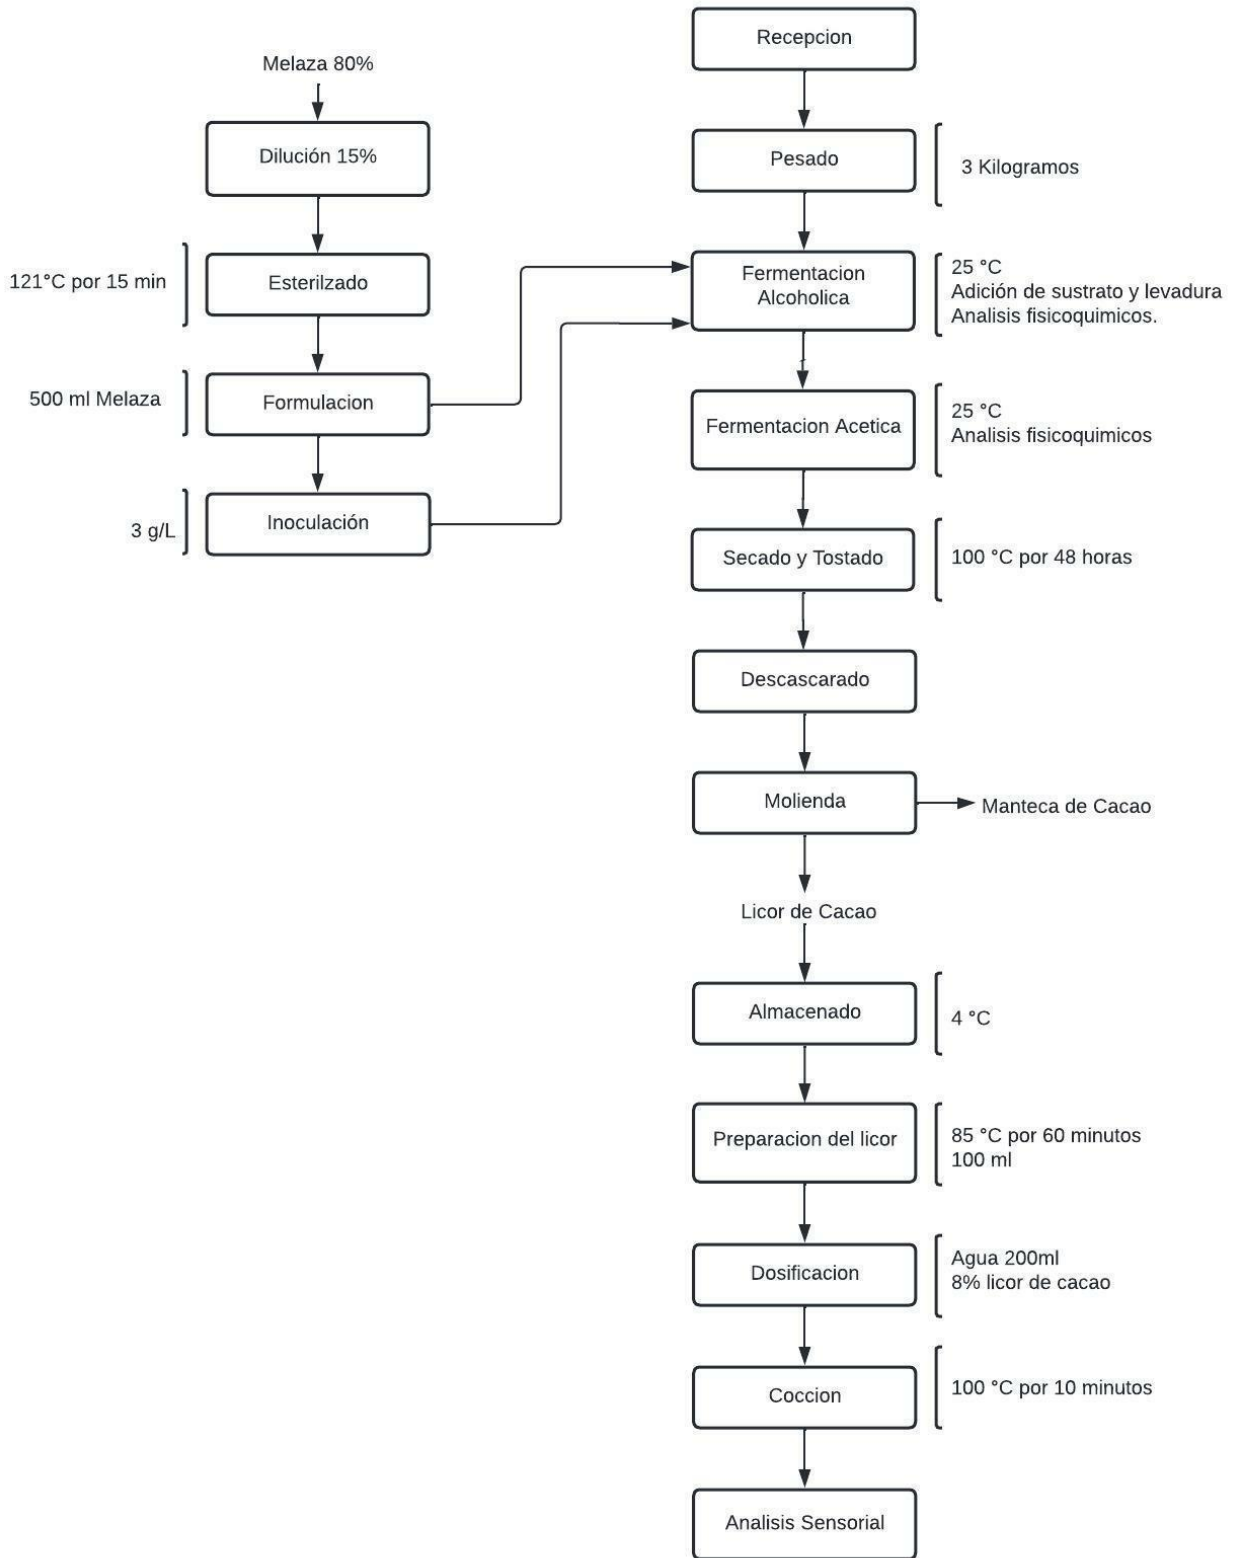 Melaza 80%
Dilución 15%
121°C por 15 min
Esterilzado
500 ml Melaza
Formulacion
3 g/L
Inoculación
Recepcion
Pesado
3 Kilogramos
Fermentacion
Alcoholica
25 °C
Adición de sustrato y levadura
Analisis fisicoquimicos.
Fermentacion Acetica
25 °C
Analisis fisicoquimicos
Secado y Tostado
100 °C por 48 horas
Descascarado
Molienda
Manteca de Cacao
Licor de Cacao
Almacenado
4 °C
Preparacion del licor
85 °C por 60 minutos
100 ml
Dosificacion
Agua 200ml
8% licor de cacao
Coccion
100 °C por 10 minutos
Analisis Sensorial